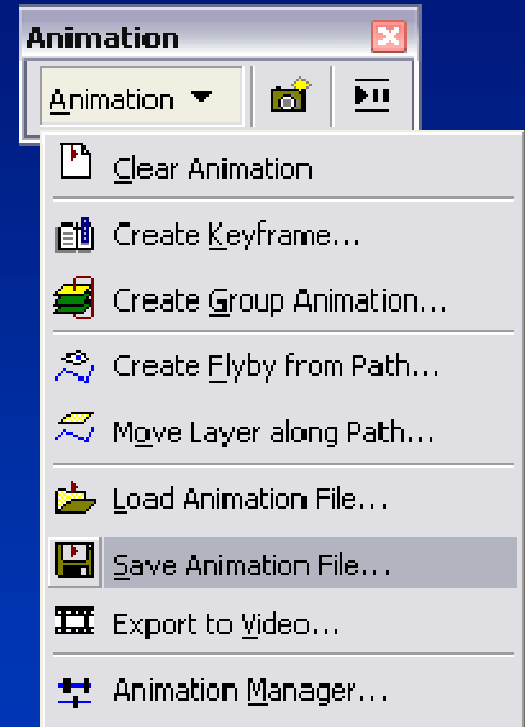 Animation
Animation
Clear Animation
Create Keyframe...
Create Group Animation...
Create Flyby from Path...
Move Layer along Path...
Load Animation File...
Save Animation File...
Export to Video...
Animation Manager...